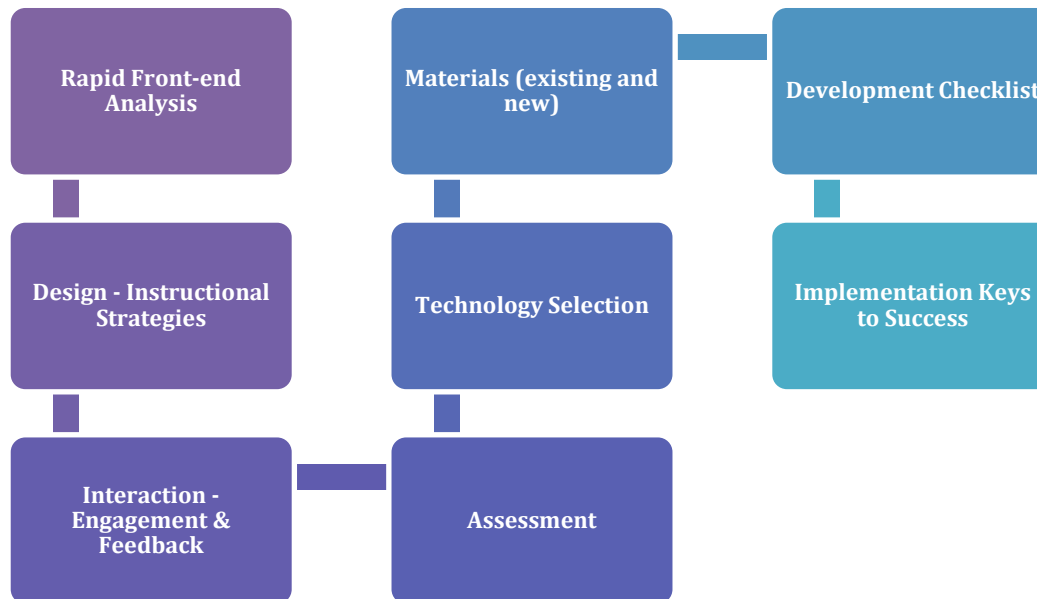 Rapid Front-end
Analysis
Design - Instructional
Strategies
Interaction -
Engagement &
Feedback
Assessment
Technology Selection
Materials (existing and
new)
Development Checklist
Implementation Keys
to Success